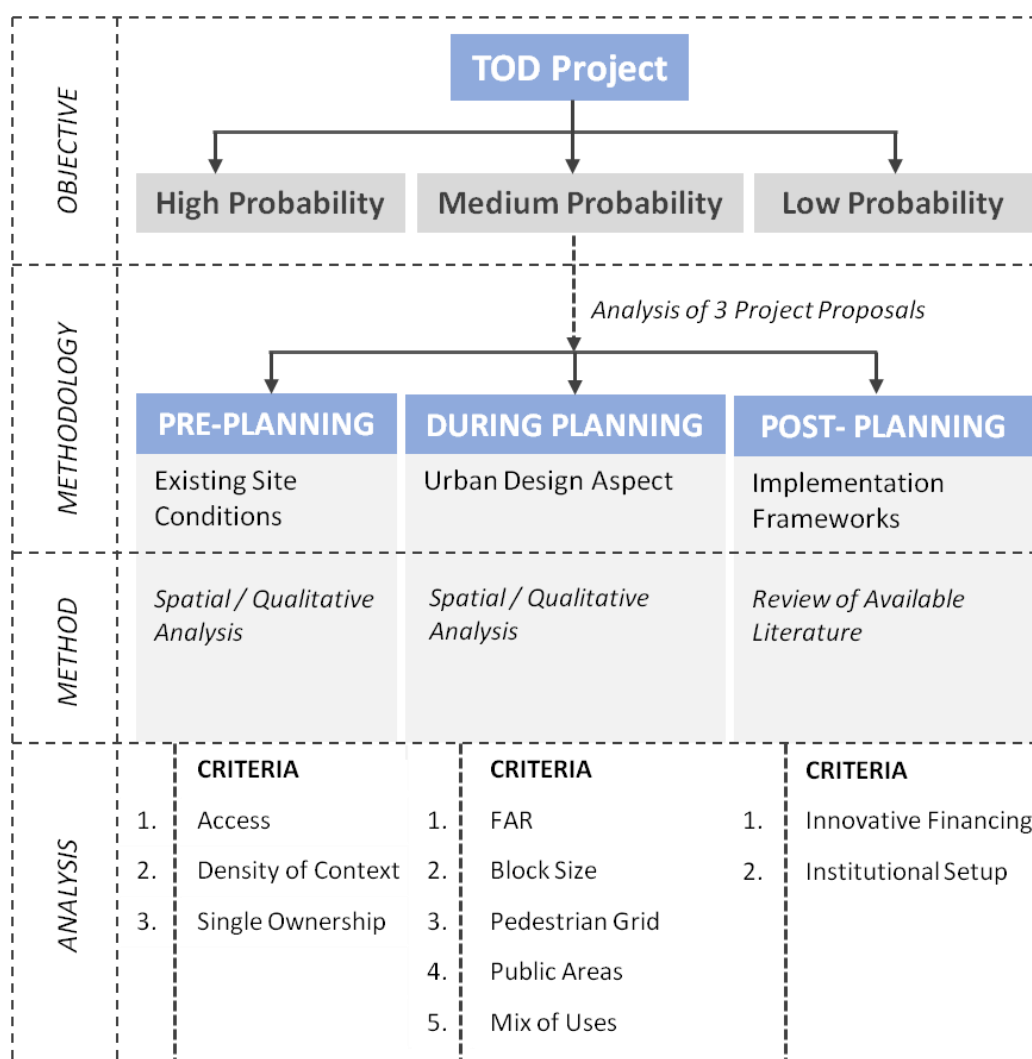 TOD Project
OBJECTIVE
High Probability
Medium Probability
Low Probability
METHODOLOGY
Analysis of 3 Project Proposals
PRE-PLANNING
DURING PLANNING
POST- PLANNING
Existing Site
Conditions
Urban Design Aspect
Implementation
Frameworks
METHOD
Spatial / Qualitative
Analysis
Spatial / Qualitative
Analysis
Review of Available
Literature
ANALYSIS
CRITERIA
1. Access
2. Density of Context
3. Single Ownership
CRITERIA
1. FAR
2. Block Size
3. Pedestrian Grid
4. Public Areas
5. Mix of Uses
CRITERIA
1. Innovative Financing
2. Institutional Setup